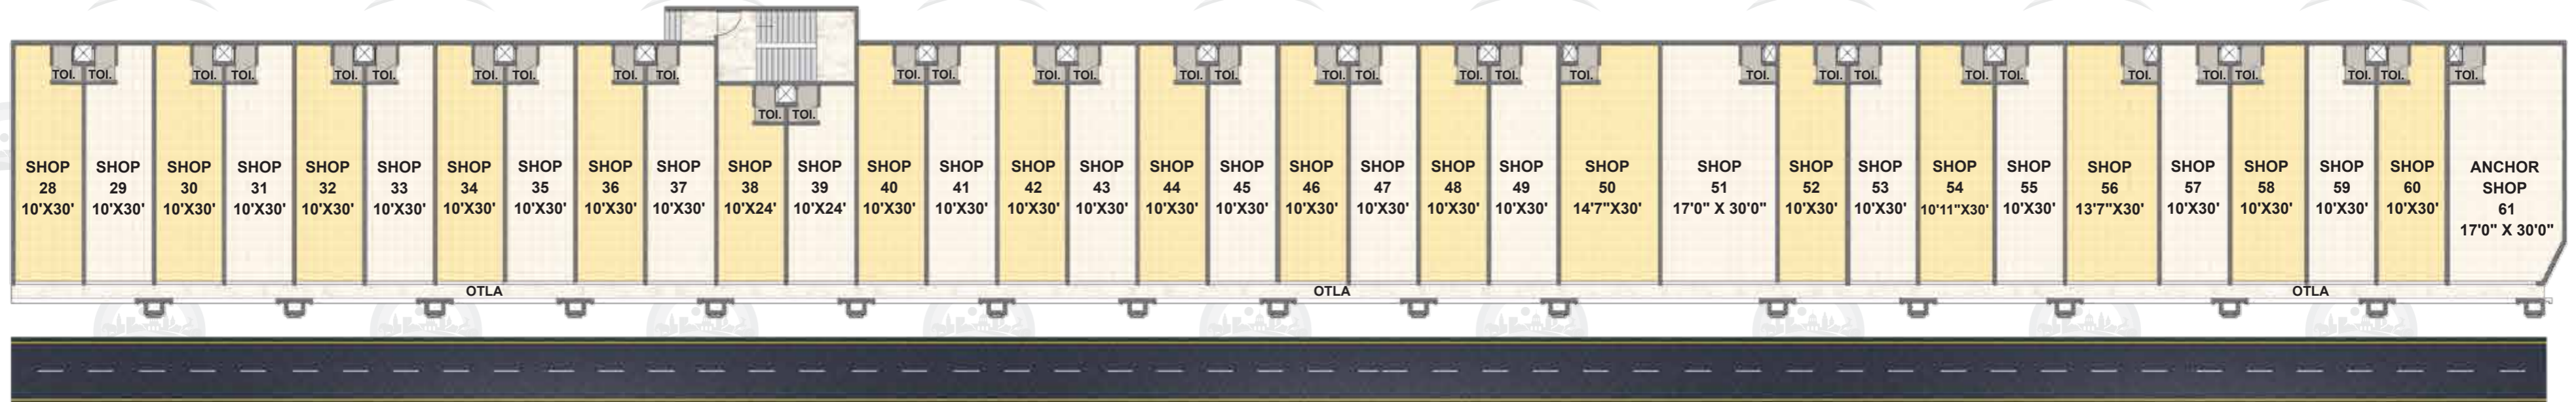 TOI. TOI. TOI. TOI. TOI. TOI. TOI. TOI. TOI. TOI. TOI. TOI. TOI. TOI. TOI. TOI. TOI. TOI. TOI. TOI. TOI. TOI. TOI. TOI. TOI. TOI. TOI. TOI. TOI. TOI. TOI. TOI.
TOI. TOI.
SHOP
28
10'X30'
SHOP
29
10'X30'
SHOP
30
10'X30'
SHOP
31
10'X30'
SHOP
32
10'X30'
SHOP
33
10'X30'
SHOP
34
10'X30'
SHOP
35
10'X30'
SHOP
36
10'X30'
SHOP
37
10'X30'
SHOP
38
10'X24'
SHOP
39
10'X24'
SHOP
40
10'X30'
SHOP
41
10'X30'
SHOP
42
10'X30'
SHOP
43
10'X30'
SHOP
44
10'X30'
SHOP
45
10'X30'
SHOP
46
10'X30'
SHOP
47
10'X30'
SHOP
48
10'X30'
SHOP
49
10'X30'
SHOP
50
14'7"X30'
SHOP
51
17'0" X 30'0"
SHOP
52
10'X30'
SHOP
53
10'X30'
SHOP
54
10'11"X30'
SHOP
55
10'X30'
SHOP
56
13'7"X30'
SHOP
57
10'X30'
SHOP
58
10'X30'
SHOP
59
10'X30'
SHOP
60
10'X30'
ANCHOR
SHOP
61
17'0" X 30'0"
OTLA OTLA OTLA